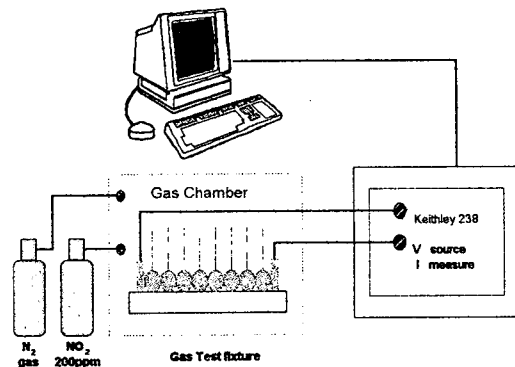 Gas Chamber
Keithley 238
V source
I measure
N2
gas
NO2
200ppm
Gas Test fixture